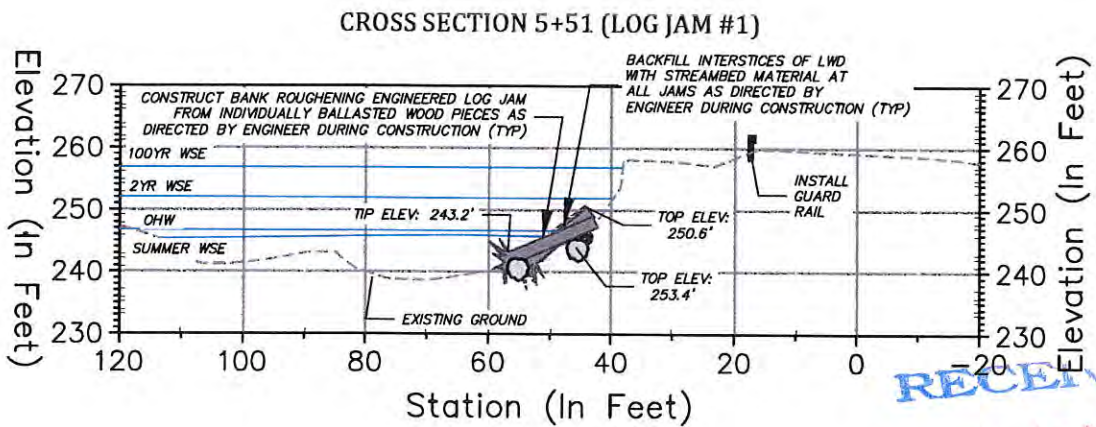 CROSS SECTION 5+51 (LOG JAM #1)
BACKFILL INTERSTICES OF LWD
WITH STREAMBED MATERIAL AT
ALL JAMS AS DIRECTED BY
ENGINEER DURING CONSTRUCTION (TYP)
CONSTRUCT BANK ROUGHENING ENGINEERED LOG JAM
FROM INDIVIDUALLY BALLASTED WOOD PIECES AS
DIRECTED BY ENGINEER DURING CONSTRUCTION (TYP)
Elevation (In Feet)
270
260
250
240
230
100YR WSE
2YR WSE
OHW
SUMMER WSE
TIP ELEV: 243.2'
TOP ELEV:
250.6'
TOP ELEV:
253.4'
INSTALL
GUARD
RAIL
EXISTING GROUND
270
260
250
240
230
Elevation (In Feet)
120 100 80 60 40 20 0 -20
Station (In Feet)